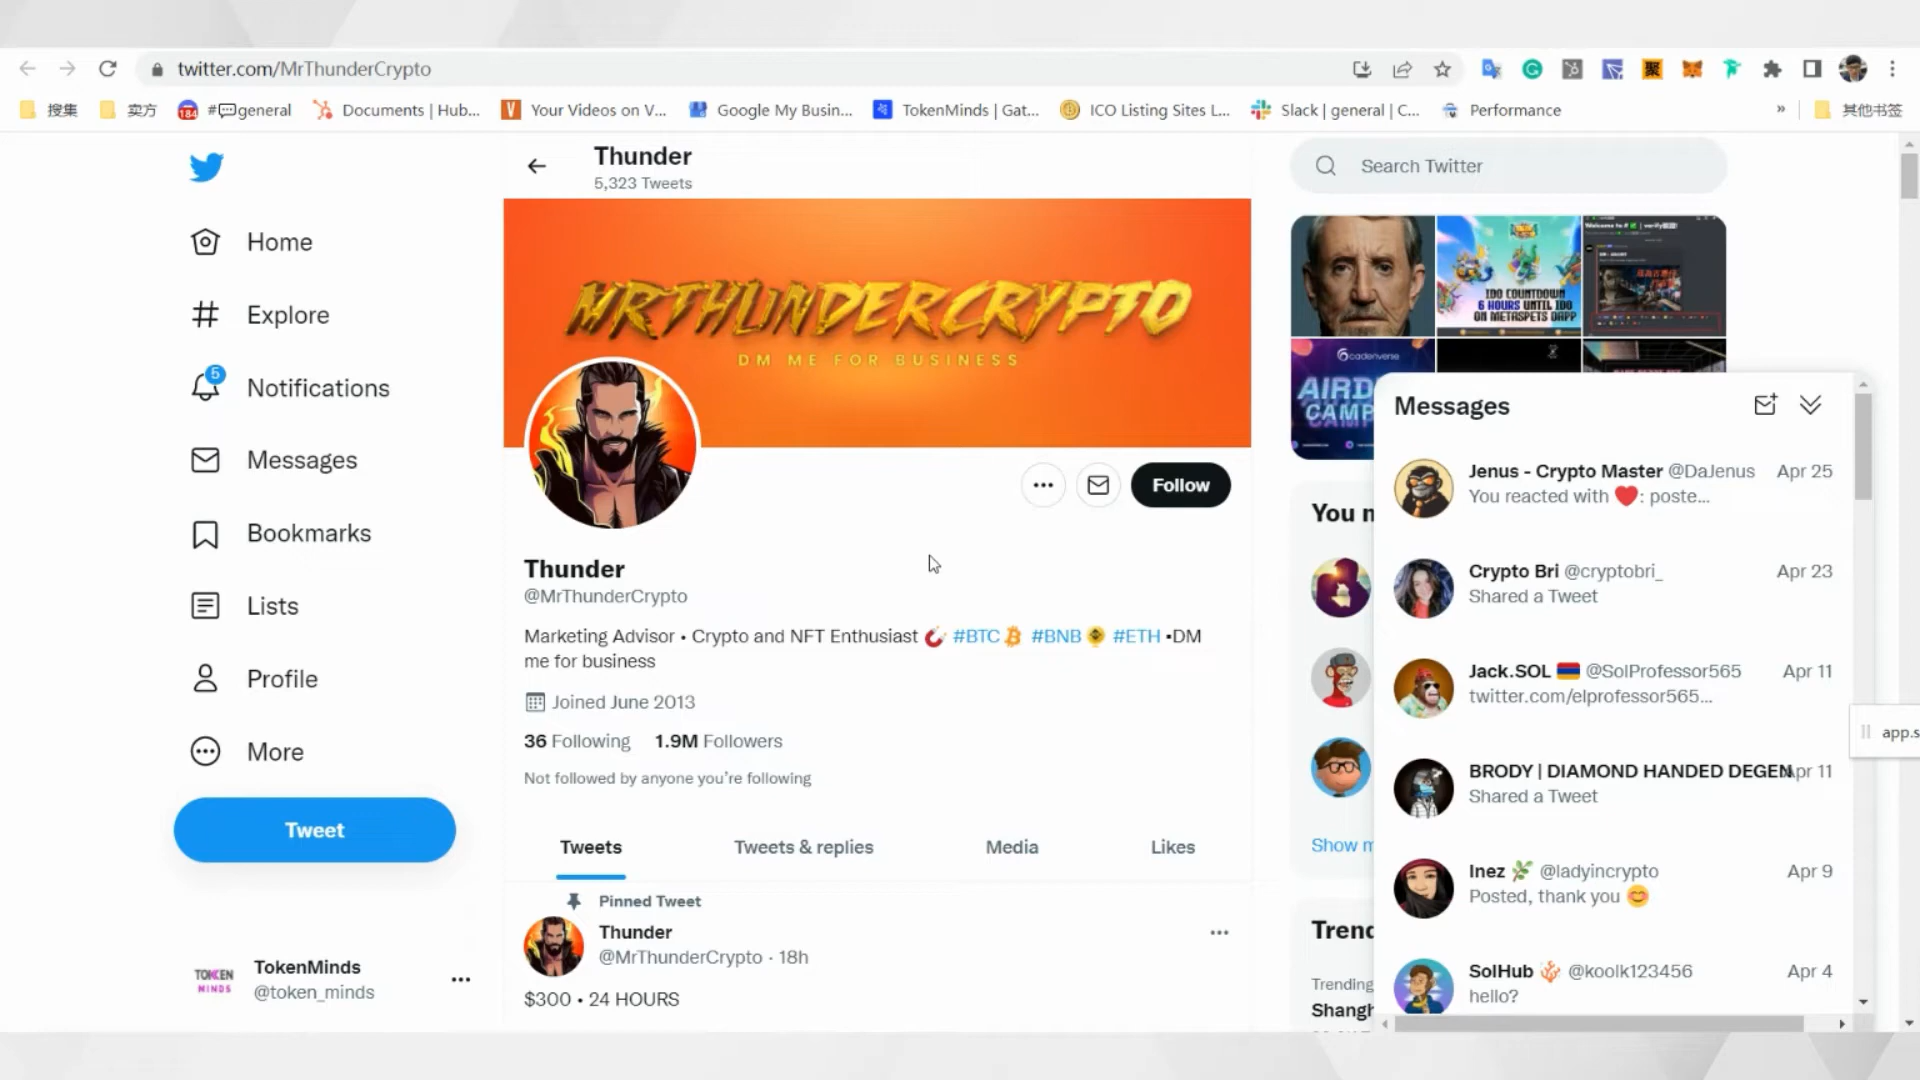 twitter.com/MrThunderCrypto
搜集
卖方
184
#💬general
Documents | Hub...
Your Videos on V...
Google My Busin...
TokenMinds | Gat...
ICO Listing Sites L...
Slack | general | C...
Performance
»
其他书签
Home
Explore
5
Notifications
Messages
Bookmarks
Lists
Profile
More
Tweet
TOKEN
MINDS
TokenMinds
@token_minds
Thunder
5,323 Tweets
MRTHUNDERCRYPTO
DM ME FOR BUSINESS
Follow
Thunder
@MrThunderCrypto
Marketing Advisor • Crypto and NFT Enthusiast 🧲 #BTC #BNB #ETH ▪DM
me for business
Joined June 2013
36 Following 1.9M Followers
Not followed by anyone you're following
Tweets
Tweets & replies
Media
Likes
Pinned Tweet
Thunder
@MrThunderCrypto · 18h
$300 • 24 HOURS
Search Twitter
IDO COUNTDOWN
6 HOURS UNTIL IDO
ON METASPETS DAPP
cadenverse
AIRD
CAMP
You n
Show m
Trend
Trending
Shangh
Messages
Jenus - Crypto Master @DaJenus Apr 25
You reacted with ❤️: poste...
Crypto Bri @cryptobri_ Apr 23
Shared a Tweet
Jack.SOL 🇦🇲 @SolProfessor565 Apr 11
twitter.com/elprofessor565...
BRODY | DIAMOND HANDED DEGEN Apr 11
Shared a Tweet
Inez 🌿 @ladyincrypto Apr 9
Posted, thank you 😊
SolHub @koolk123456 Apr 4
hello?
app.s